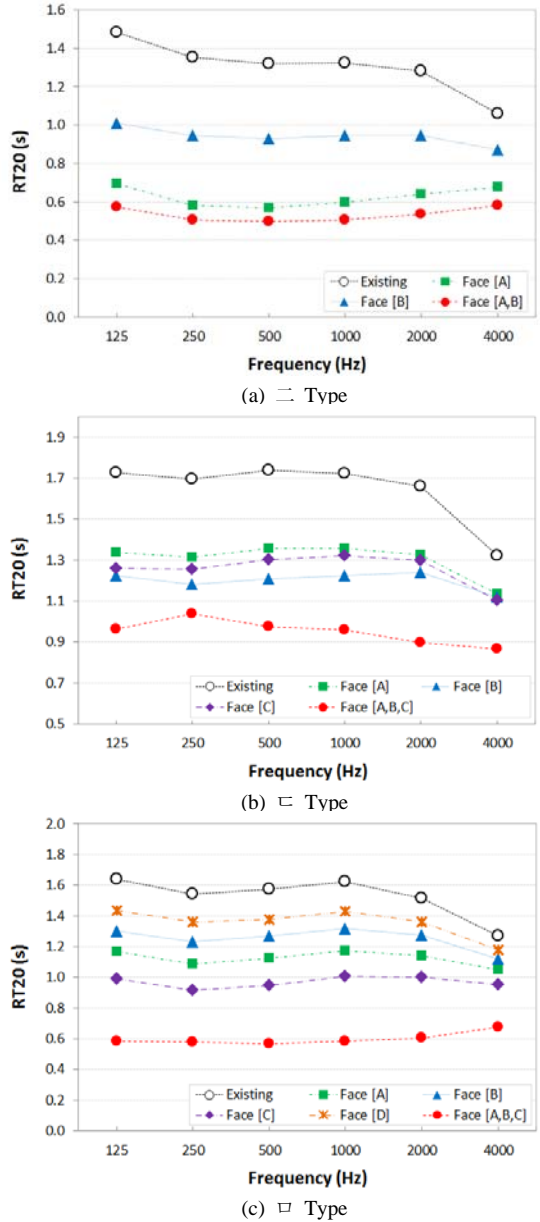 1.6
1.4
1.2
1.0
0.8
0.6
0.4
0.2
0.0
RT20 (s)
Existing
Face [A]
Face [B]
Face [A,B]
125
250
500
1000
2000
4000
Frequency (Hz)
(a) 二 Type
1.9
1.7
1.5
1.3
1.1
0.9
0.7
0.5
RT20 (s)
Existing
Face [A]
Face [B]
Face [C]
Face [A,B,C]
125
250
500
1000
2000
4000
Frequency (Hz)
(b) ㄷ Type
2.0
1.8
1.6
1.4
1.2
1.0
0.8
0.6
0.4
0.2
0.0
RT20 (s)
Existing
Face [A]
Face [B]
Face [C]
Face [D]
Face [A,B,C]
125
250
500
1000
2000
4000
Frequency (Hz)
(c) ㅁ Type